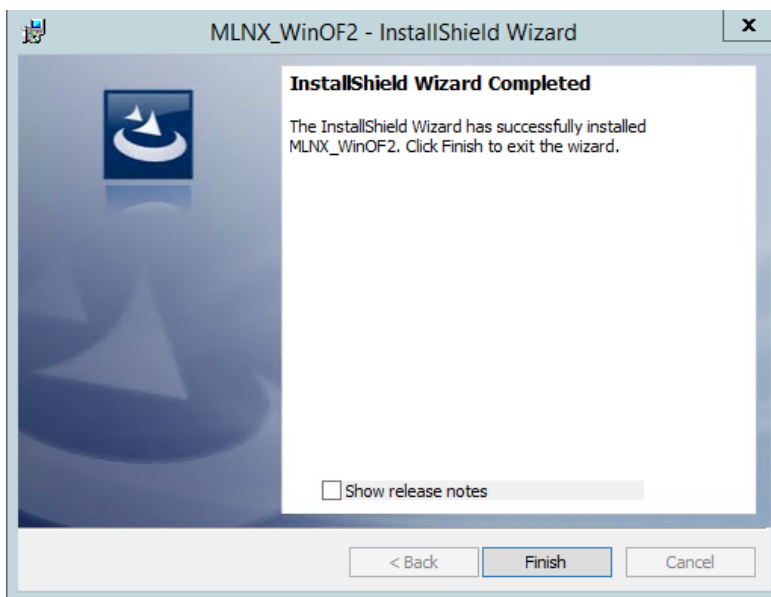 MLNX_WinOF2 - InstallShield Wizard
x
InstallShield Wizard Completed
The InstallShield Wizard has successfully installed
MLNX_WinOF2. Click Finish to exit the wizard.
Show release notes
< Back
Finish
Cancel